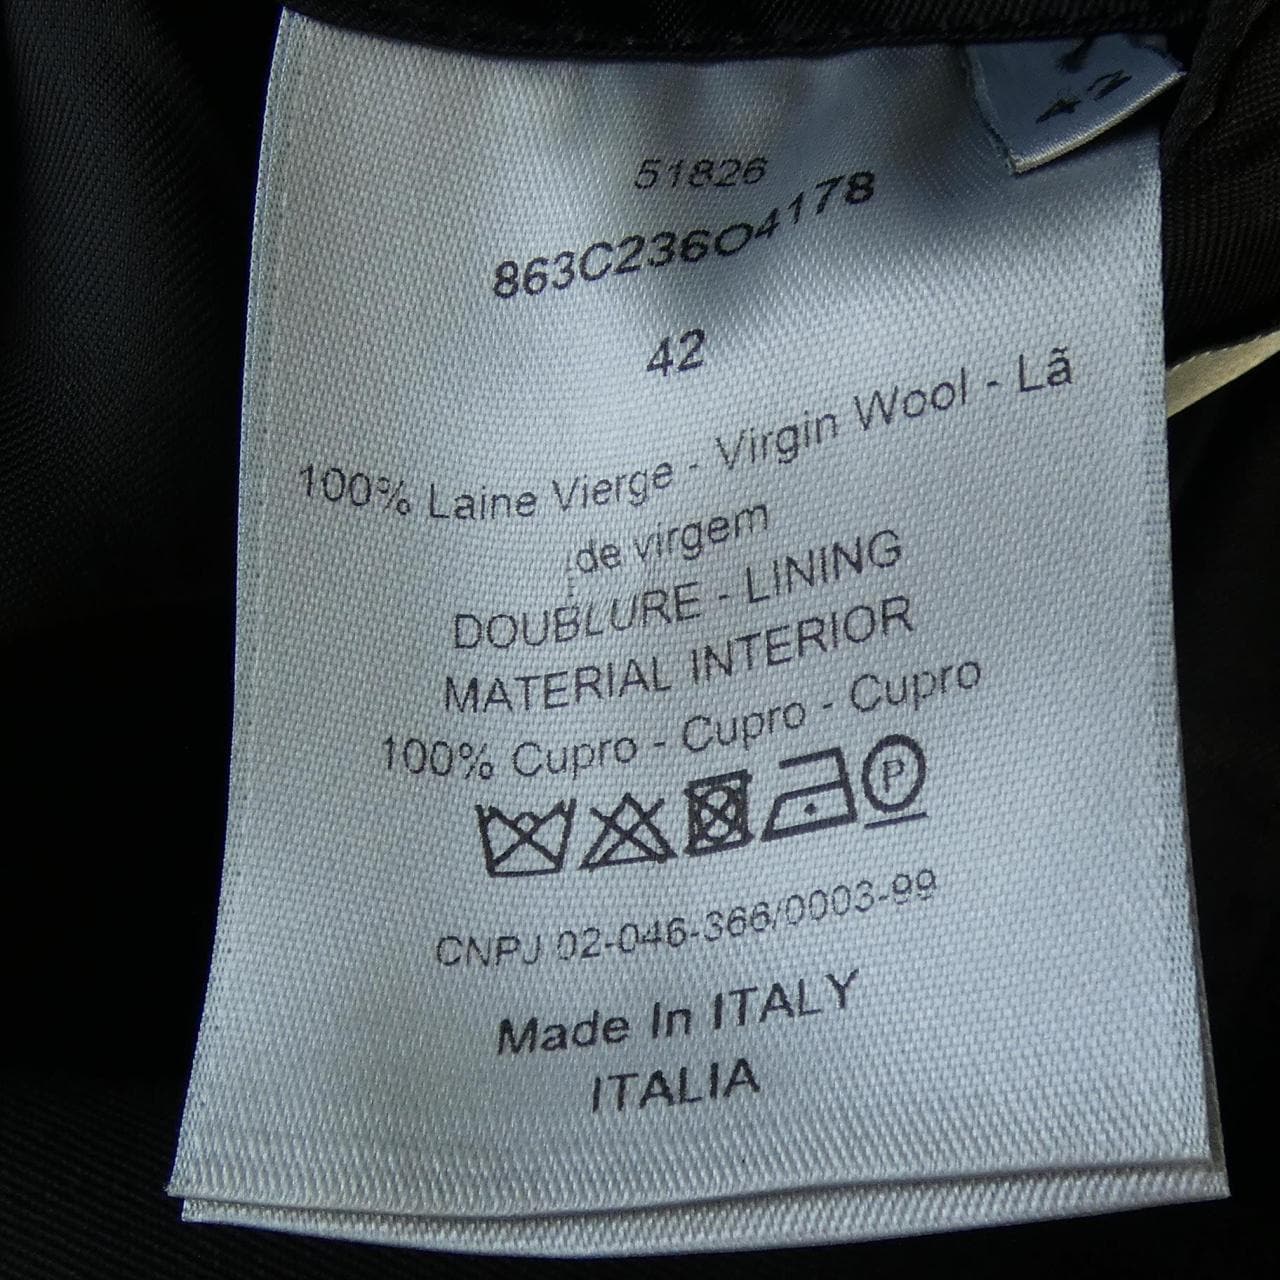 42
51826
863C236O4178
42
100% Laine Vierge - Virgin Wool - Lã
de virgem
DOUBLURE - LINING
MATERIAL INTERIOR
100% Cupro - Cupro - Cupro
P
CNPJ 02-046-366/0003-99
Made In ITALY
ITALIA